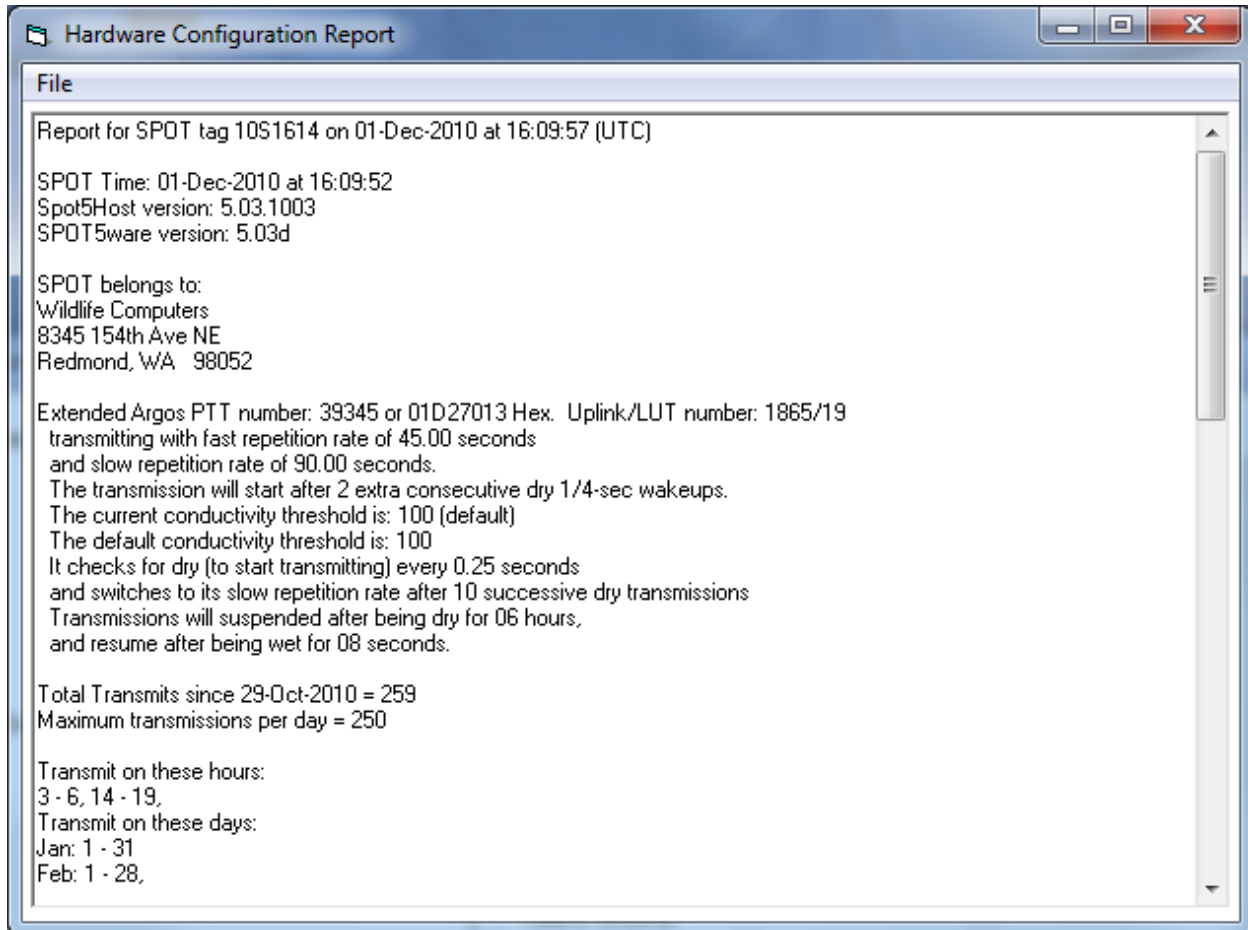 Hardware Configuration Report
File
Report for SPOT tag 10S1614 on 01-Dec-2010 at 16:09:57 (UTC)
SPOT Time: 01-Dec-2010 at 16:09:52
Spot5Host version: 5.03.1003
SPOT5ware version: 5.03d
SPOT belongs to:
Wildlife Computers
8345 154th Ave NE
Redmond, WA   98052
Extended Argos PTT number: 39345 or 01D27013 Hex.  Uplink/LUT number: 1865/19
transmitting with fast repetition rate of 45.00 seconds
and slow repetition rate of 90.00 seconds.
The transmission will start after 2 extra consecutive dry 1/4-sec wakeups.
The current conductivity threshold is: 100 (default)
The default conductivity threshold is: 100
It checks for dry (to start transmitting) every 0.25 seconds
and switches to its slow repetition rate after 10 successive dry transmissions
Transmissions will suspended after being dry for 06 hours,
and resume after being wet for 08 seconds.
Total Transmits since 29-Oct-2010 = 259
Maximum transmissions per day = 250
Transmit on these hours:
3 - 6, 14 - 19,
Transmit on these days:
Jan: 1 - 31
Feb: 1 - 28,